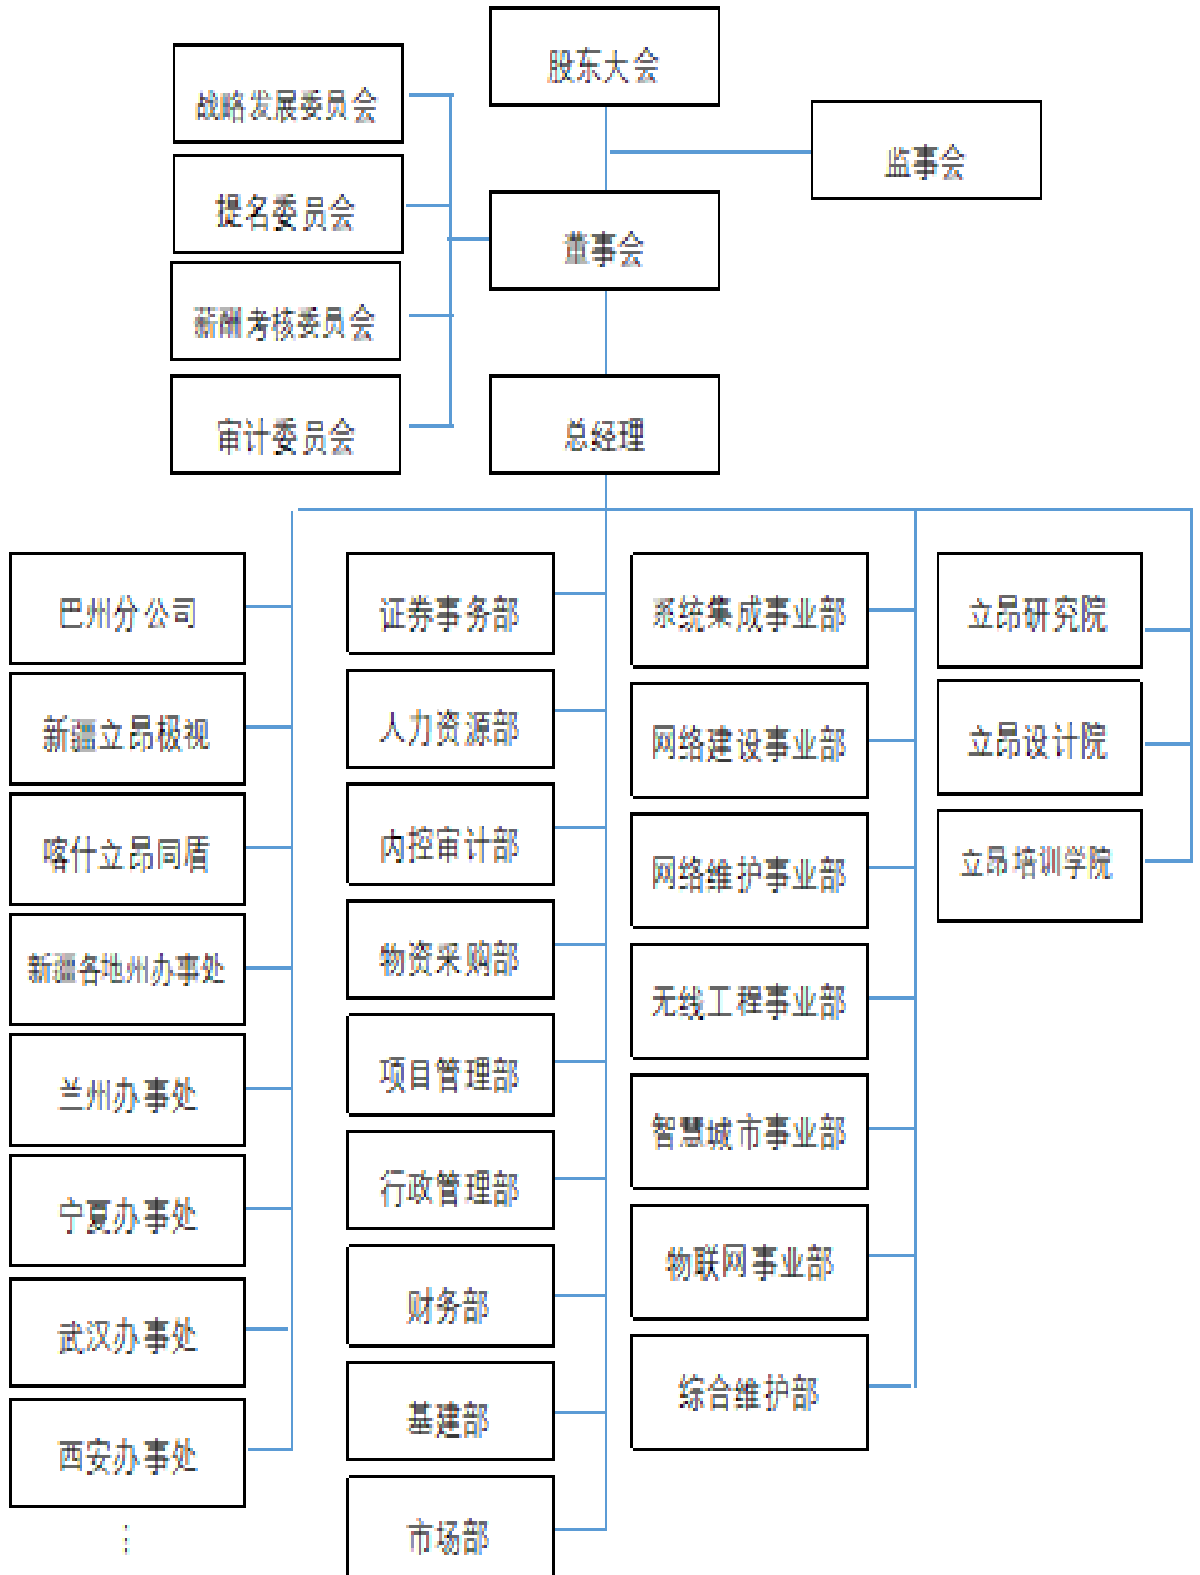 股东大会
战略发展委员会
监事会
提名委员会
董事会
薪酬考核委员会
审计委员会
总经理
巴州分公司
新疆立昂极视
喀什立昂同盾
新疆各地州办事处
兰州办事处
宁夏办事处
武汉办事处
西安办事处
⋮
证券事务部
人力资源部
内控审计部
物资采购部
项目管理部
行政管理部
财务部
基建部
市场部
系统集成事业部
网络建设事业部
网络维护事业部
无线工程事业部
智慧城市事业部
物联网事业部
综合维护部
立昂研究院
立昂设计院
立昂培训学院